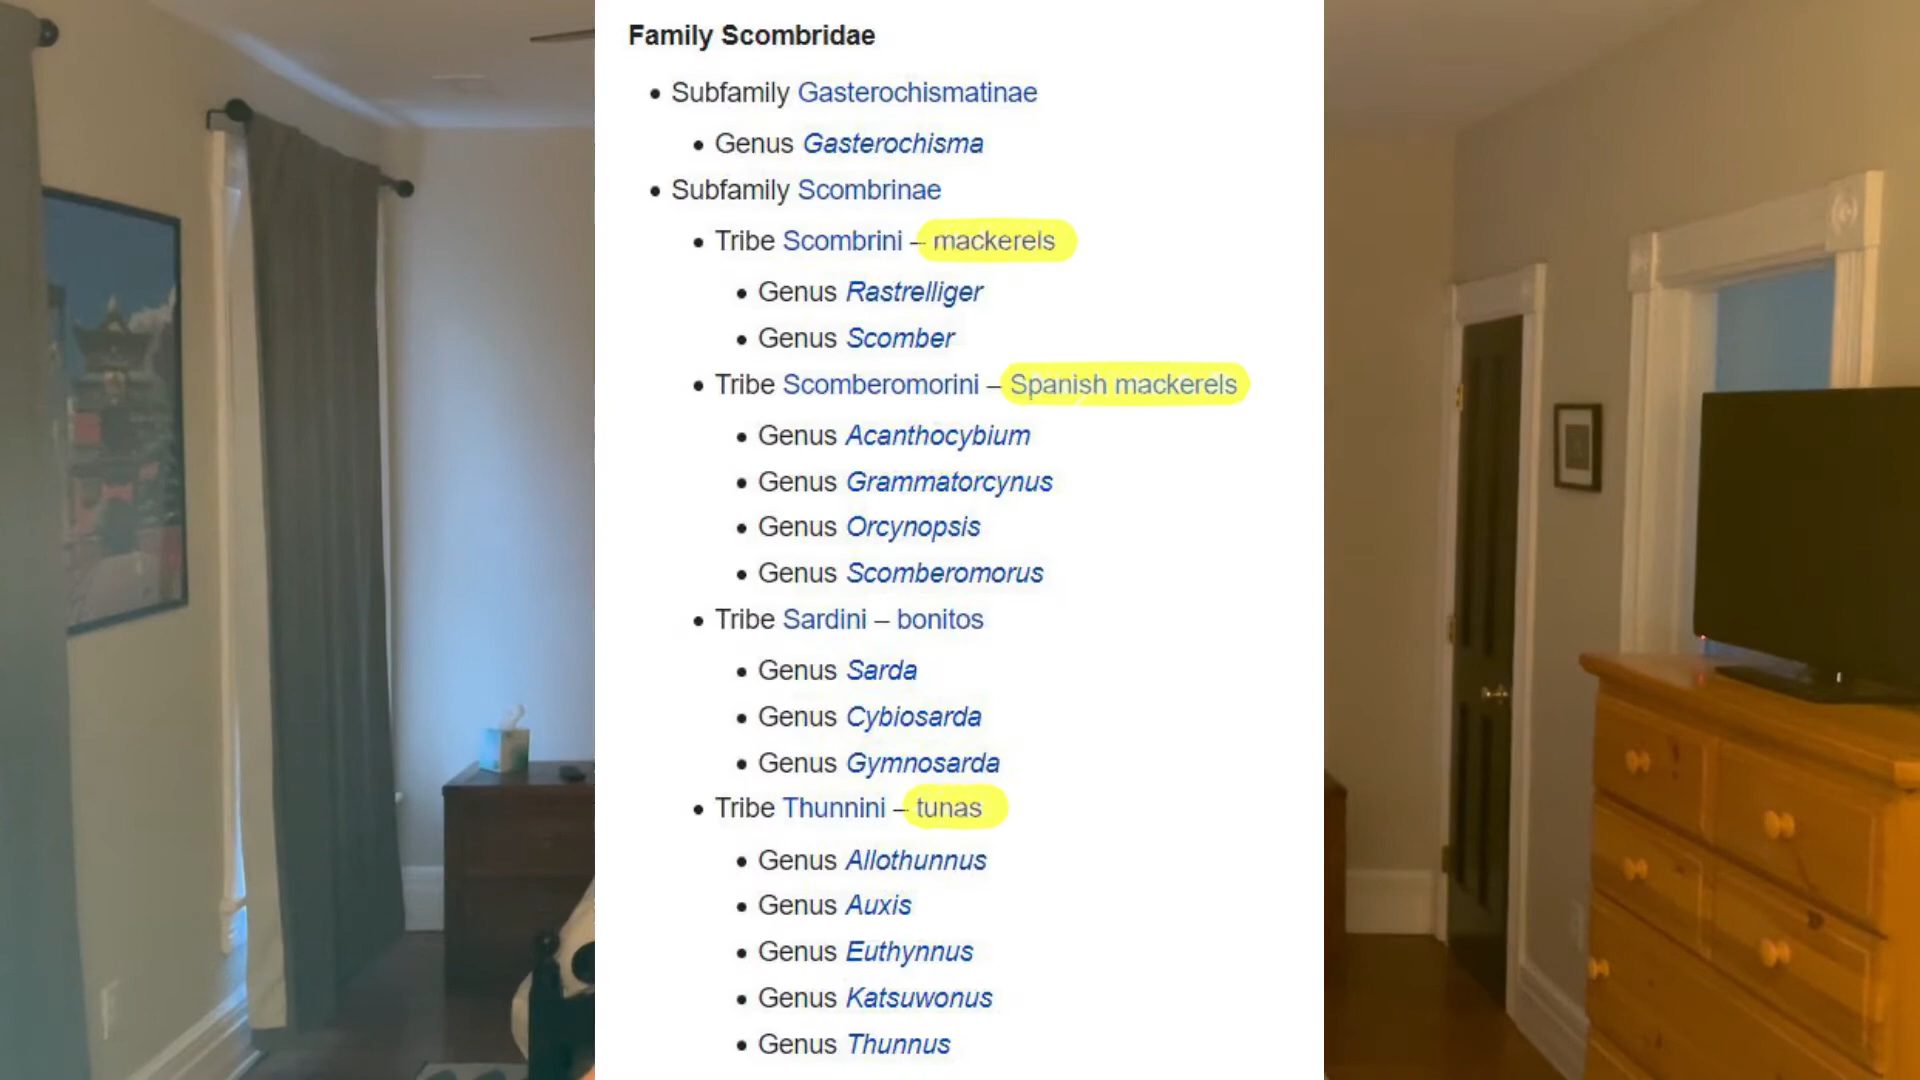 Family Scombridae
Subfamily Gasterochismatinae
Genus Gasterochisma
Subfamily Scombrinae
Tribe Scombrini – mackerels
Genus Rastrelliger
Genus Scomber
Tribe Scomberomorini – Spanish mackerels
Genus Acanthocybium
Genus Grammatorcynus
Genus Orcynopsis
Genus Scomberomorus
Tribe Sardini – bonitos
Genus Sarda
Genus Cybiosarda
Genus Gymnosarda
Tribe Thunnini – tunas
Genus Allothunnus
Genus Auxis
Genus Euthynnus
Genus Katsuwonus
Genus Thunnus